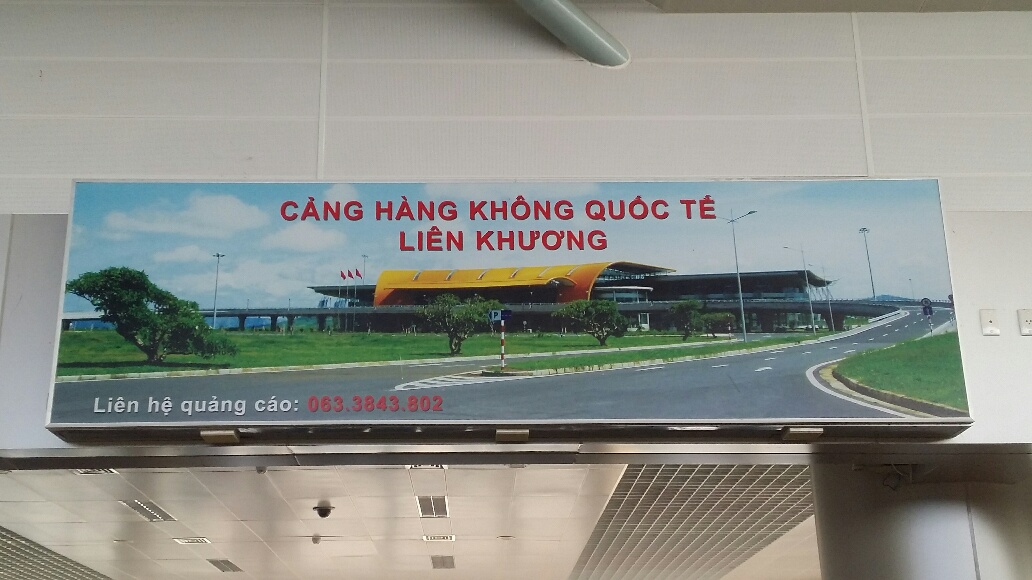 CẢNG HÀNG KHÔNG QUỐC TẾ
LIÊN KHƯƠNG
P
Liên hệ quảng cáo: 063.3843.802